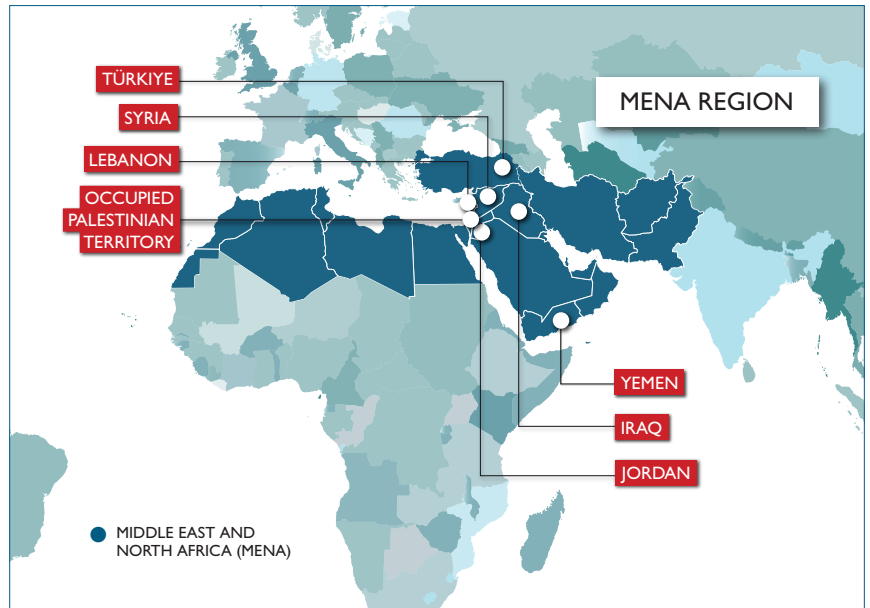 MENA REGION
TÜRKIYE
SYRIA
LEBANON
OCCUPIED
PALESTINIAN
TERRITORY
YEMEN
IRAQ
JORDAN
MIDDLE EAST AND
NORTH AFRICA (MENA)